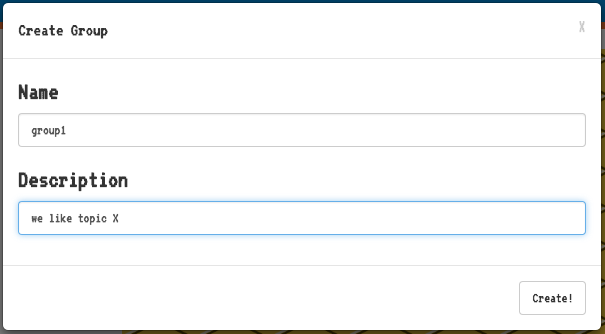 Create Group
X
Name
group1
Description
we like topic X
Create!